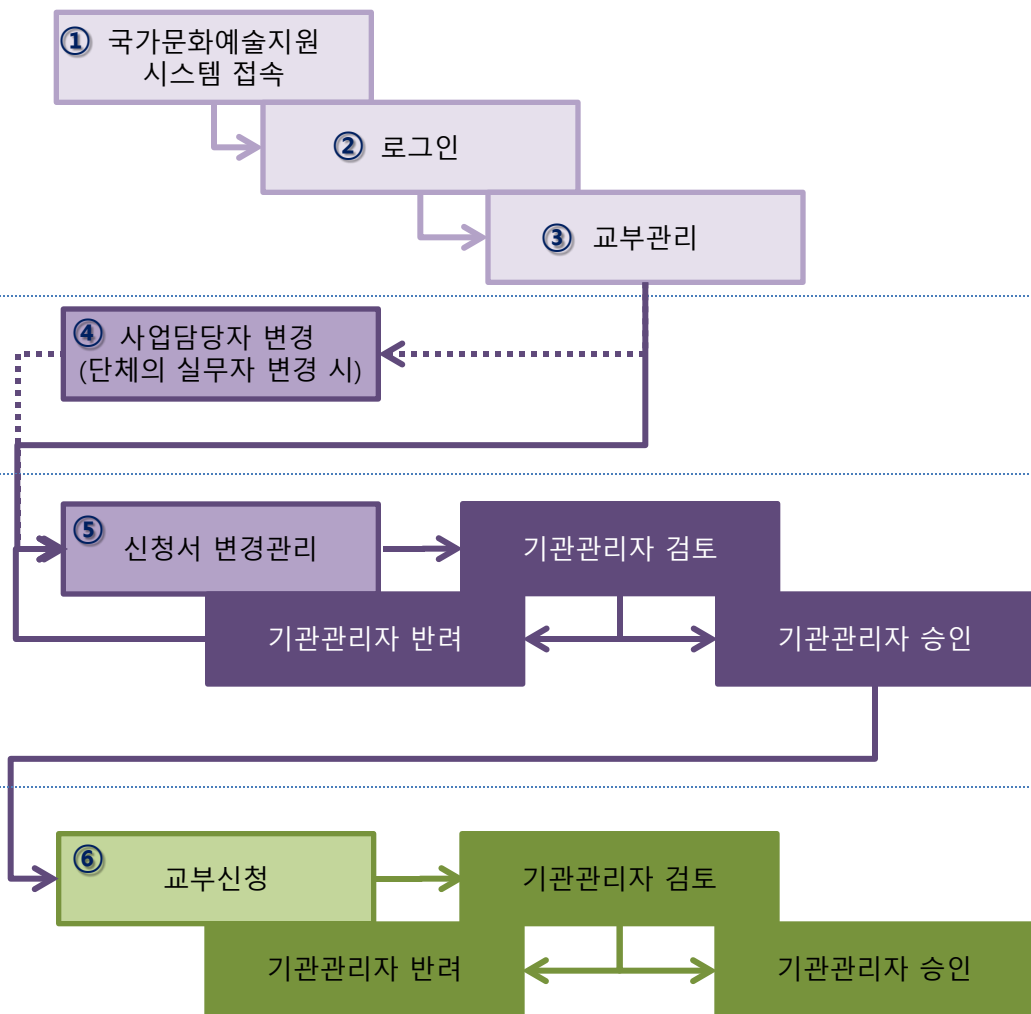 ① 국가문화예술지원
시스템 접속
② 로그인
③ 교부관리
④ 사업담당자 변경
(단체의 실무자 변경 시)
⑤ 신청서 변경관리
기관관리자 검토
기관관리자 반려
기관관리자 승인
⑥ 교부신청
기관관리자 검토
기관관리자 반려
기관관리자 승인